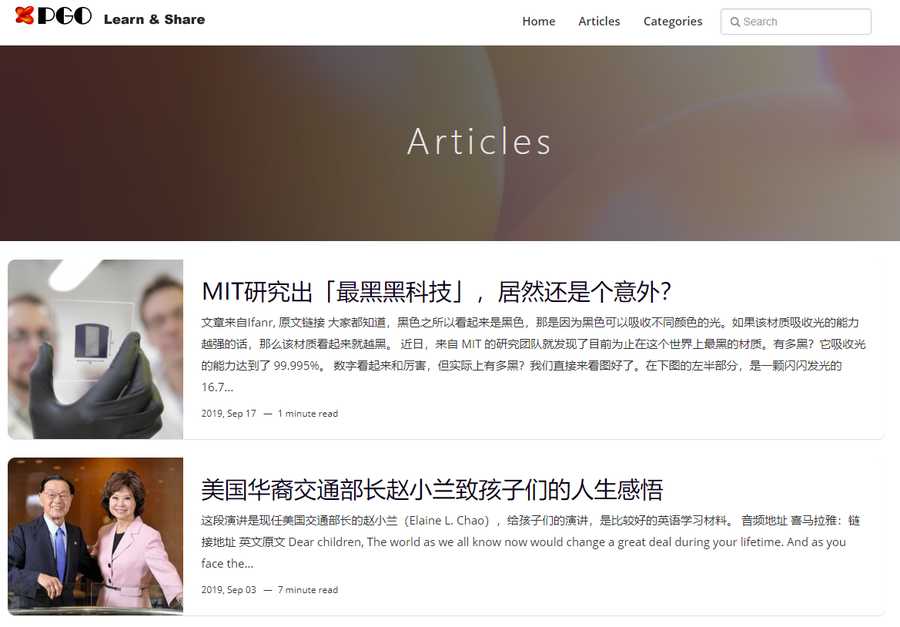 PGO Learn & Share
Home Articles Categories Search
Articles
MIT研究出「最黑黑科技」，居然还是个意外？
文章来自Ifanr, 原文链接 大家都知道，黑色之所以看起来是黑色，那是因为黑色可以吸收不同颜色的光。如果该材质吸收光的能力
越强的话，那么该材质看起来就越黑。 近日，来自 MIT 的研究团队就发现了目前为止在这个世界上最黑的材质。有多黑？它吸收光
的能力达到了 99.995%。 数字看起来和厉害，但实际上有多黑？我们直接来看图好了。在下图的左半部分，是一颗闪闪发光的
16.7...
2019, Sep 17 — 1 minute read
美国华裔交通部长赵小兰致孩子们的人生感悟
这段演讲是现任美国交通部长的赵小兰（Elaine L. Chao），给孩子们的演讲，是比较好的英语学习材料。 音频地址 喜马拉雅：链
接地址 英文原文 Dear children, The world as we all know now would change a great deal during your lifetime. And as you
face the...
2019, Sep 03 — 7 minute read